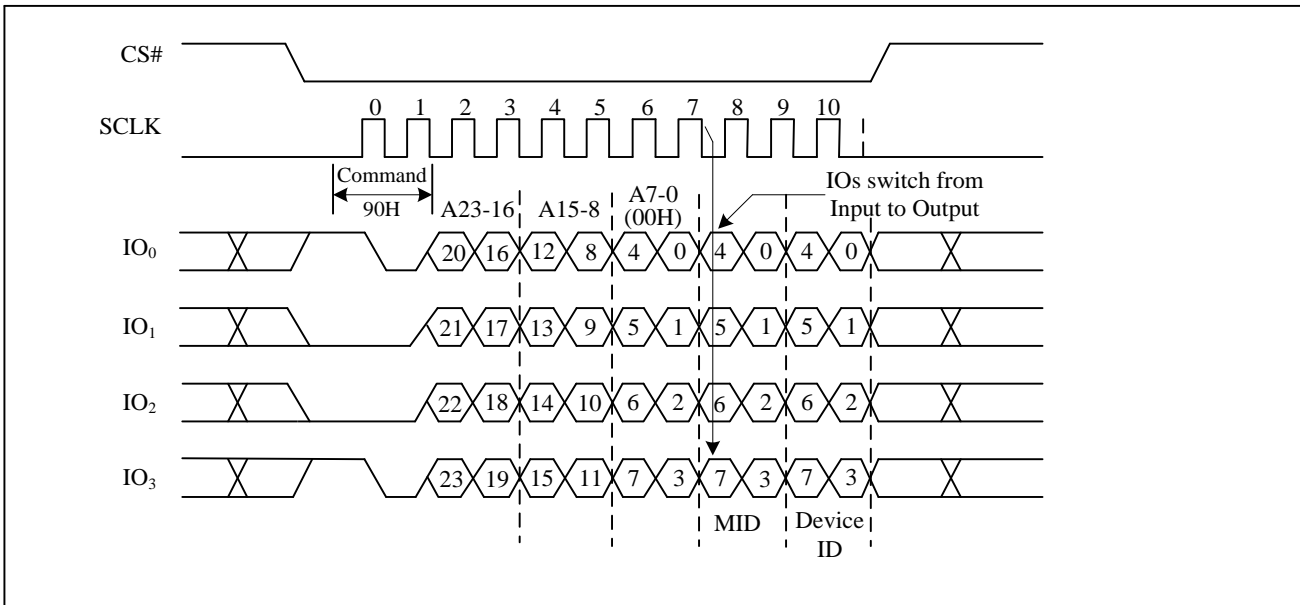 CS#
0 1 2 3 4 5 6 7 8 9 10
SCLK
Command
90H
A23-16 A15-8 A7-0
(00H)
IOs switch from
Input to Output
IO₀ 20 16 12 8 4 0 4 0 4 0
IO₁ 21 17 13 9 5 1 5 1 5 1
IO₂ 22 18 14 10 6 2 6 2 6 2
IO₃ 23 19 15 11 7 3 7 3 7 3
MID
Device
ID